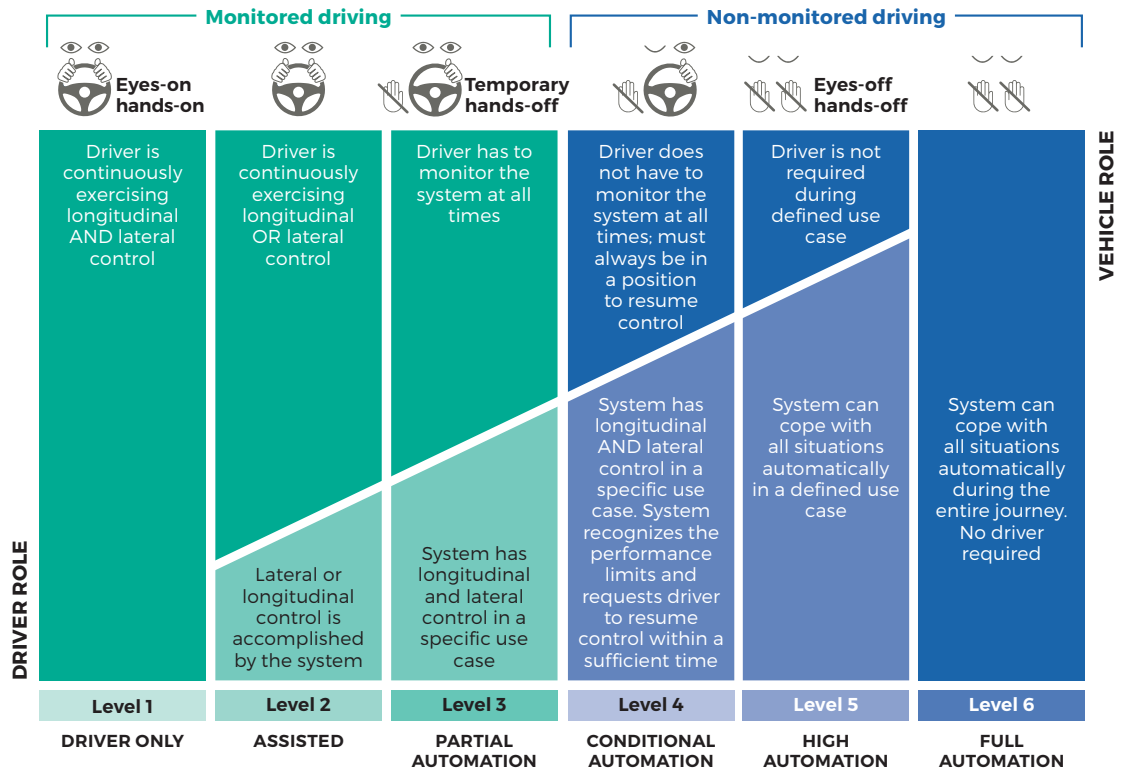 Monitored driving
Non-monitored driving
Eyes-on
hands-on
Temporary
hands-off
Eyes-off
hands-off
Driver is
continuously
exercising
longitudinal
AND lateral
control
Driver is
continuously
exercising
longitudinal
OR lateral
control
Driver has to
monitor the
system at all
times
Driver does
not have to
monitor the
system at all
times; must
always be in
a position
to resume
control
Driver is not
required
during
defined use
case
VEHICLE ROLE
DRIVER ROLE
Lateral or
longitudinal
control is
accomplished
by the system
System has
longitudinal
and lateral
control in a
specific use
case
System has
longitudinal
AND lateral
control in a
specific use
case. System
recognizes the
performance
limits and
requests driver
to resume
control within a
sufficient time
System can
cope with
all situations
automatically
in a defined use
case
System can
cope with
all situations
automatically
during the
entire journey.
No driver
required
Level 1
Level 2
Level 3
Level 4
Level 5
Level 6
DRIVER ONLY
ASSISTED
PARTIAL
AUTOMATION
CONDITIONAL
AUTOMATION
HIGH
AUTOMATION
FULL
AUTOMATION